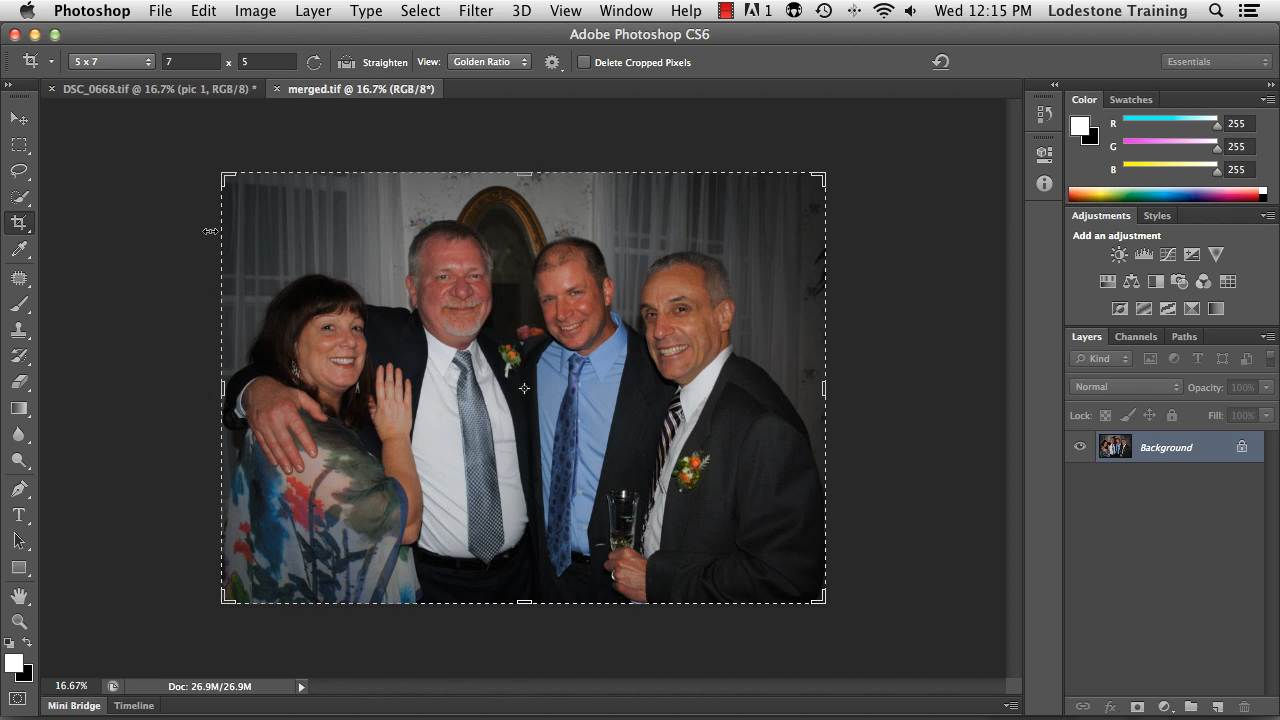 Photoshop File Edit Image Layer Type Select Filter 3D View Window Help 1 Wed 12:15 PM Lodestone Training
Adobe Photoshop CS6
5 x 7 7 x 5 Straighten View: Golden Ratio Delete Cropped Pixels Essentials
× DSC_0668.tif @ 16.7% (pic 1, RGB/8) * × merged.tif @ 16.7% (RGB/8*)
Color Swatches
R 255
G 255
B 255
Adjustments Styles
Add an adjustment
Layers Channels Paths
Kind
Normal Opacity: 100%
Lock: Fill: 100%
Background
T
16.67% Doc: 26.9M/26.9M
Mini Bridge Timeline
fx